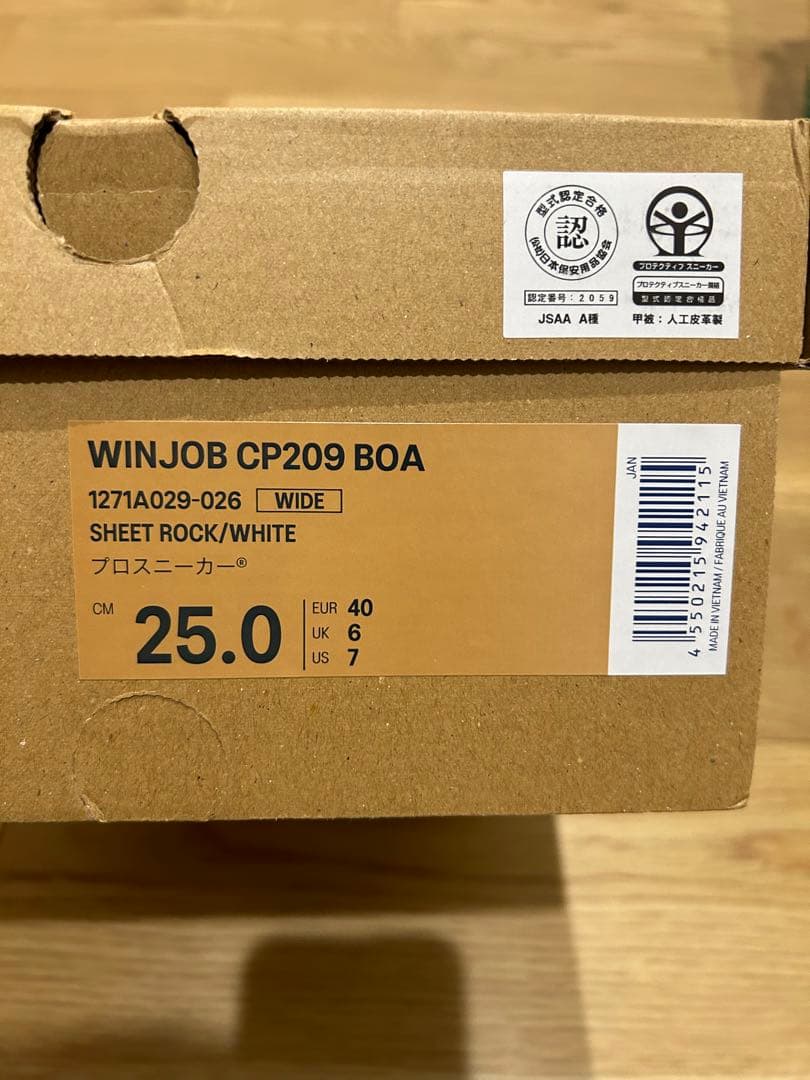 型式認定合格
認
(公社)日本保安用品協会
認定番号:2059
JSAA A種
プロテクティブ スニーカー
プロテクティブスニーカー規格
型式認定合格品
甲被:人工皮革製
WINJOB CP209 BOA
1271A029-026 WIDE
SHEET ROCK/WHITE
プロスニーカー®
CM 25.0
EUR 40
UK 6
US 7
JAN
4550215942115
MADE IN VIETNAM / FABRIQUE AU VIETNAM